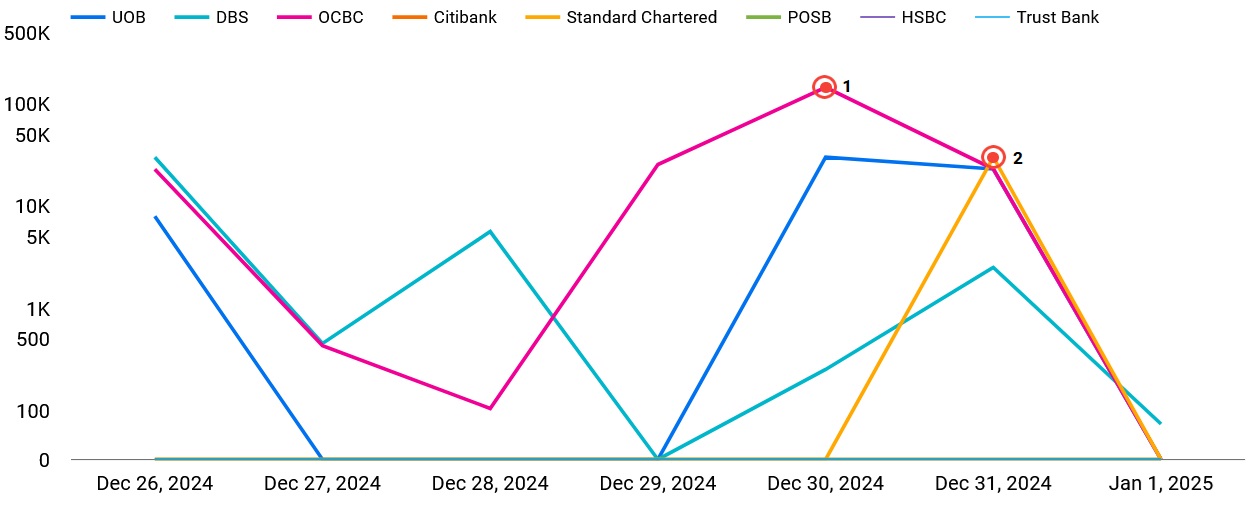 UOB DBS OCBC Citibank Standard Chartered POSB HSBC Trust Bank
500K
100K
50K
10K
5K
1K
500
100
0
1
2
Dec 26, 2024 Dec 27, 2024 Dec 28, 2024 Dec 29, 2024 Dec 30, 2024 Dec 31, 2024 Jan 1, 2025